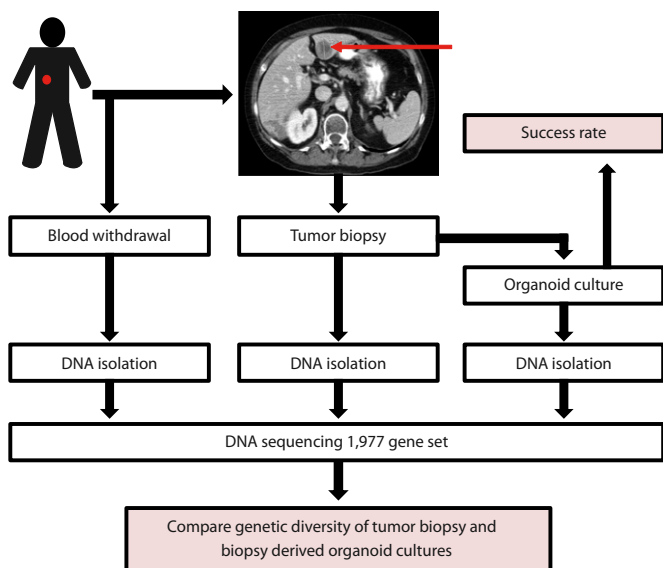 Success rate
Blood withdrawal
Tumor biopsy
Organoid culture
DNA isolation
DNA isolation
DNA isolation
DNA sequencing 1,977 gene set
Compare genetic diversity of tumor biopsy and
biopsy derived organoid cultures